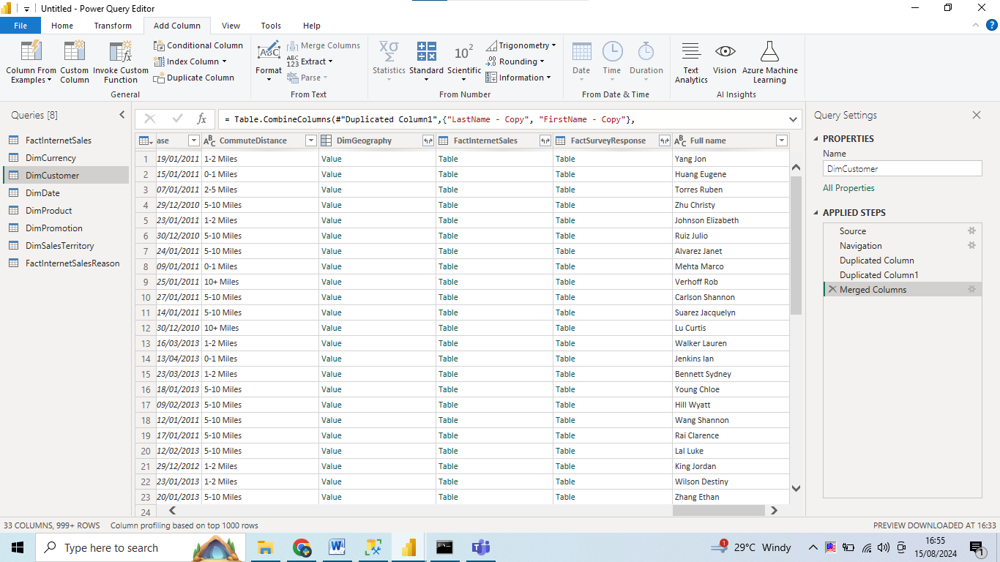 Untitled - Power Query Editor
File Home Transform Add Column View Tools Help
Column From Examples
Custom Column
Invoke Custom Function
Conditional Column
Index Column
Duplicate Column
General
Format
ABC
Merge Columns
ABC 123 Extract
abc Parse
From Text
ΧΣσ
Statistics
Standard
10²
Scientific
Trigonometry
.00 Rounding
Information
From Number
Date
Time
Duration
From Date & Time
Text Analytics
Vision
Azure Machine Learning
AI Insights
Queries [8]
FactInternetSales
DimCurrency
DimCustomer
DimDate
DimProduct
DimPromotion
DimSalesTerritory
FactInternetSalesReason
fx = Table.CombineColumns(#"Duplicated Column1",{"LastName - Copy", "FirstName - Copy"},
ase ABC CommuteDistance DimGeography FactInternetSales FactSurveyResponse ABC Full name
1 19/01/2011 1-2 Miles Value Table Table Yang Jon
2 15/01/2011 0-1 Miles Value Table Table Huang Eugene
3 07/01/2011 2-5 Miles Value Table Table Torres Ruben
4 29/12/2010 5-10 Miles Value Table Table Zhu Christy
5 23/01/2011 1-2 Miles Value Table Table Johnson Elizabeth
6 30/12/2010 5-10 Miles Value Table Table Ruiz Julio
7 24/01/2011 5-10 Miles Value Table Table Alvarez Janet
8 09/01/2011 0-1 Miles Value Table Table Mehta Marco
9 25/01/2011 10+ Miles Value Table Table Verhoff Rob
10 27/01/2011 5-10 Miles Value Table Table Carlson Shannon
11 14/01/2011 5-10 Miles Value Table Table Suarez Jacquelyn
12 30/12/2010 10+ Miles Value Table Table Lu Curtis
13 16/03/2013 1-2 Miles Value Table Table Walker Lauren
14 13/04/2013 0-1 Miles Value Table Table Jenkins Ian
15 23/03/2013 1-2 Miles Value Table Table Bennett Sydney
16 18/01/2013 5-10 Miles Value Table Table Young Chloe
17 09/02/2013 5-10 Miles Value Table Table Hill Wyatt
18 12/01/2011 5-10 Miles Value Table Table Wang Shannon
19 17/01/2011 5-10 Miles Value Table Table Rai Clarence
20 12/02/2013 5-10 Miles Value Table Table Lal Luke
21 29/12/2012 1-2 Miles Value Table Table King Jordan
22 23/01/2013 1-2 Miles Value Table Table Wilson Destiny
23 20/01/2013 5-10 Miles Value Table Table Zhang Ethan
24
Query Settings
PROPERTIES
Name
DimCustomer
All Properties
APPLIED STEPS
Source
Navigation
Duplicated Column
Duplicated Column1
Merged Columns
33 COLUMNS, 999+ ROWS Column profiling based on top 1000 rows
PREVIEW DOWNLOADED AT 16:33
Type here to search
1 29°C Windy
16:55
15/08/2024
1